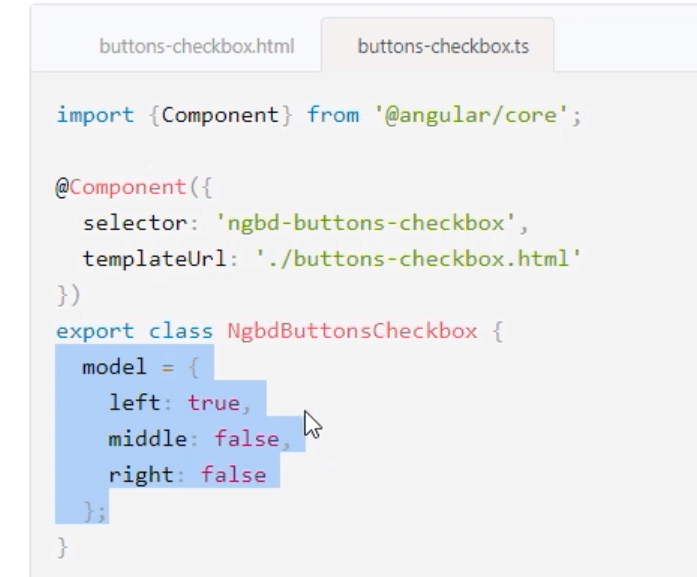 buttons-checkbox.html buttons-checkbox.ts
import {Component} from '@angular/core';
@Component({
selector: 'ngbd-buttons-checkbox',
templateUrl: './buttons-checkbox.html'
})
export class NgbdButtonsCheckbox {
model = {
left: true,
middle: false,
right: false
};
}